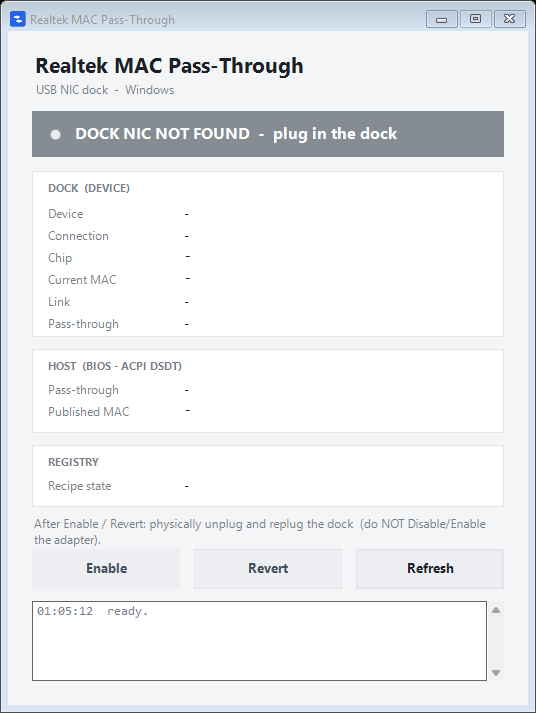 Realtek MAC Pass-Through
Realtek MAC Pass-Through
USB NIC dock - Windows
DOCK NIC NOT FOUND - plug in the dock
DOCK (DEVICE)
Device -
Connection -
Chip -
Current MAC -
Link -
Pass-through -
HOST (BIOS - ACPI DSDT)
Pass-through -
Published MAC -
REGISTRY
Recipe state -
After Enable / Revert: physically unplug and replug the dock (do NOT Disable/Enable
the adapter).
Enable Revert Refresh
01:05:12 ready.